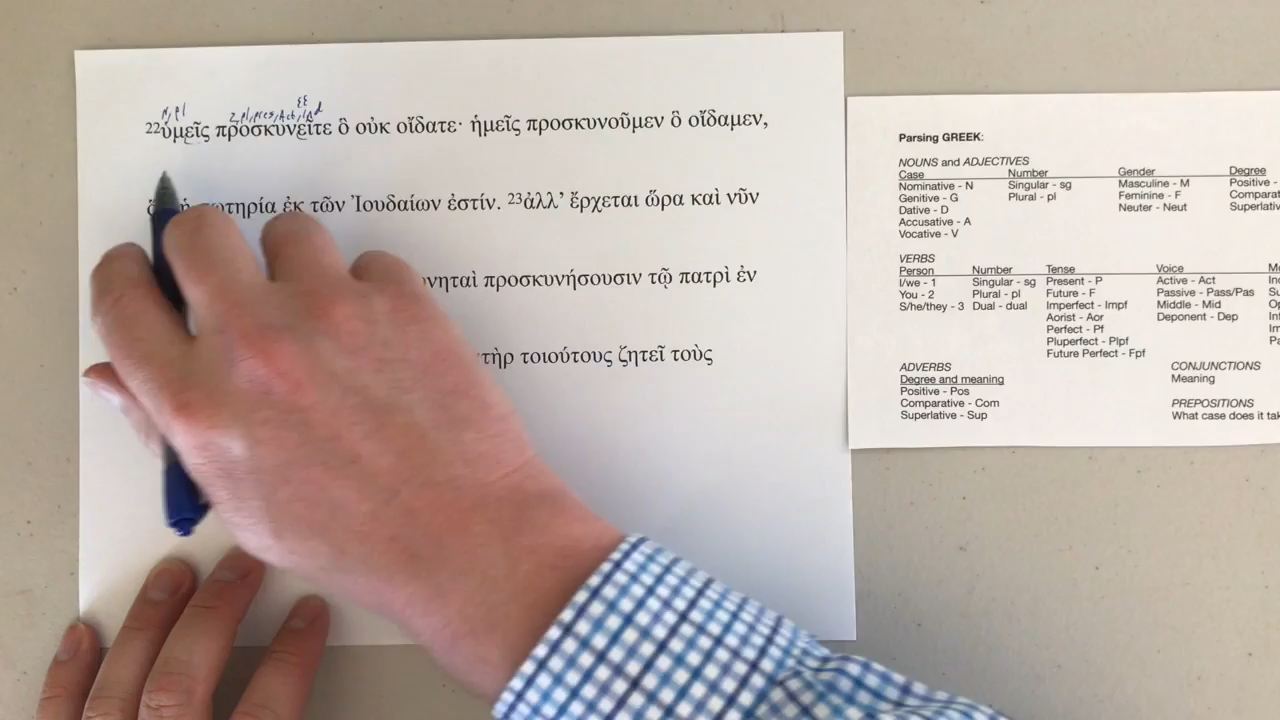 N, pl 2, pl, pres, Act, Ind εε
²²ὑμεῖς προσκυνεῖτε ὃ οὐκ οἴδατε· ἡμεῖς προσκυνοῦμεν ὃ οἴδαμεν,
σωτηρία ἐκ τῶν Ἰουδαίων ἐστίν. ²³ἀλλ’ ἔρχεται ὥρα καὶ νῦν
προσκυνήσουσιν τῷ πατρὶ ἐν
τοιούτους ζητεῖ τοὺς
Parsing GREEK:
NOUNS and ADJECTIVES
Case Number Gender Degree
Nominative - N Singular - sg Masculine - M Positive -
Genitive - G Plural - pl Feminine - F
Dative - D Neuter - Neut
Accusative - A
Vocative - V
VERBS
Person Number Tense Voice
I/we - 1 Singular - sg Present - P Active - Act
You - 2 Plural - pl Future - F Passive - Pass/Pas
S/he/they - 3 Dual - dual Imperfect - Impf Middle - Mid
Aorist - Aor Deponent - Dep
Perfect - Pf
Pluperfect - Plpf
Future Perfect - Fpf
ADVERBS CONJUNCTIONS
Degree and meaning Meaning
Positive - Pos
Comparative - Com PREPOSITIONS
Superlative - Sup What case does it